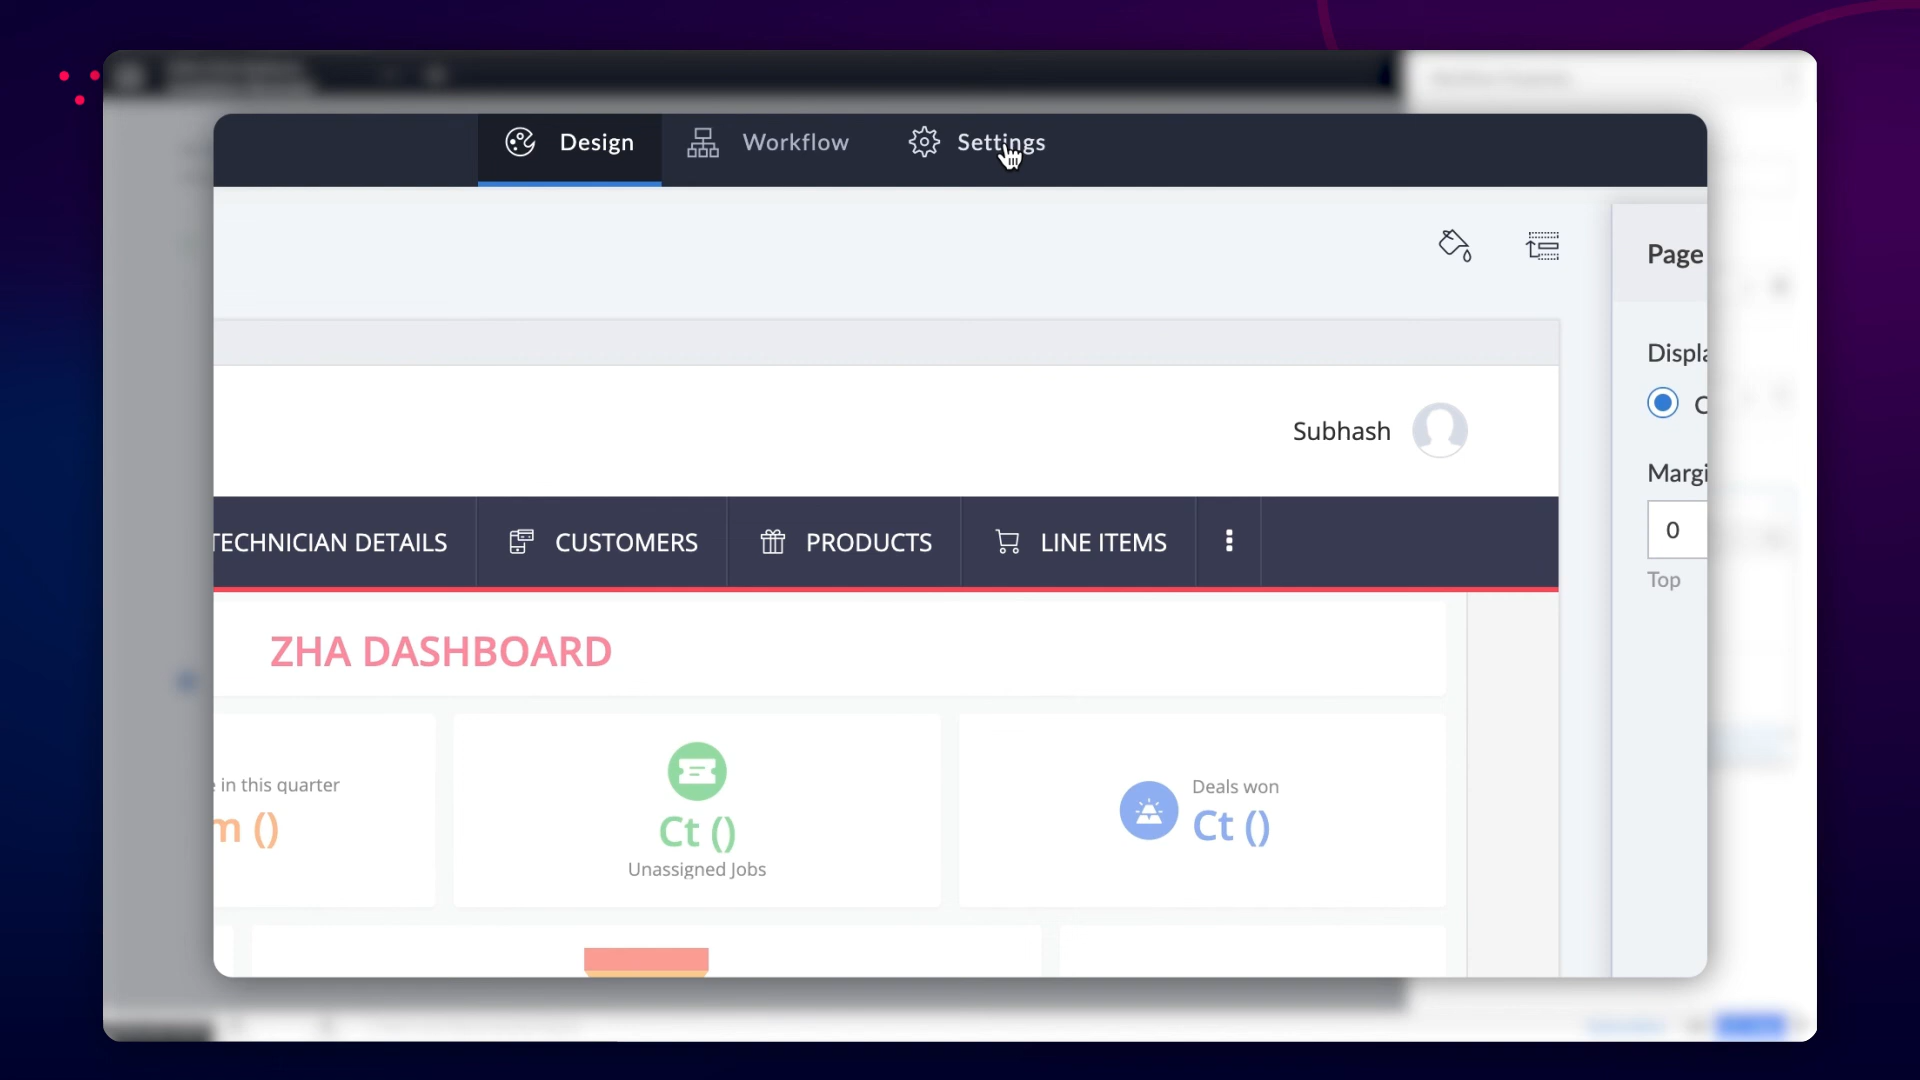 Design Workflow Settings
Page
Displa
Subhash
C
Margi
0
Top
TECHNICIAN DETAILS CUSTOMERS PRODUCTS LINE ITEMS
ZHA DASHBOARD
in this quarter
m ()
Ct ()
Unassigned Jobs
Deals won
Ct ()